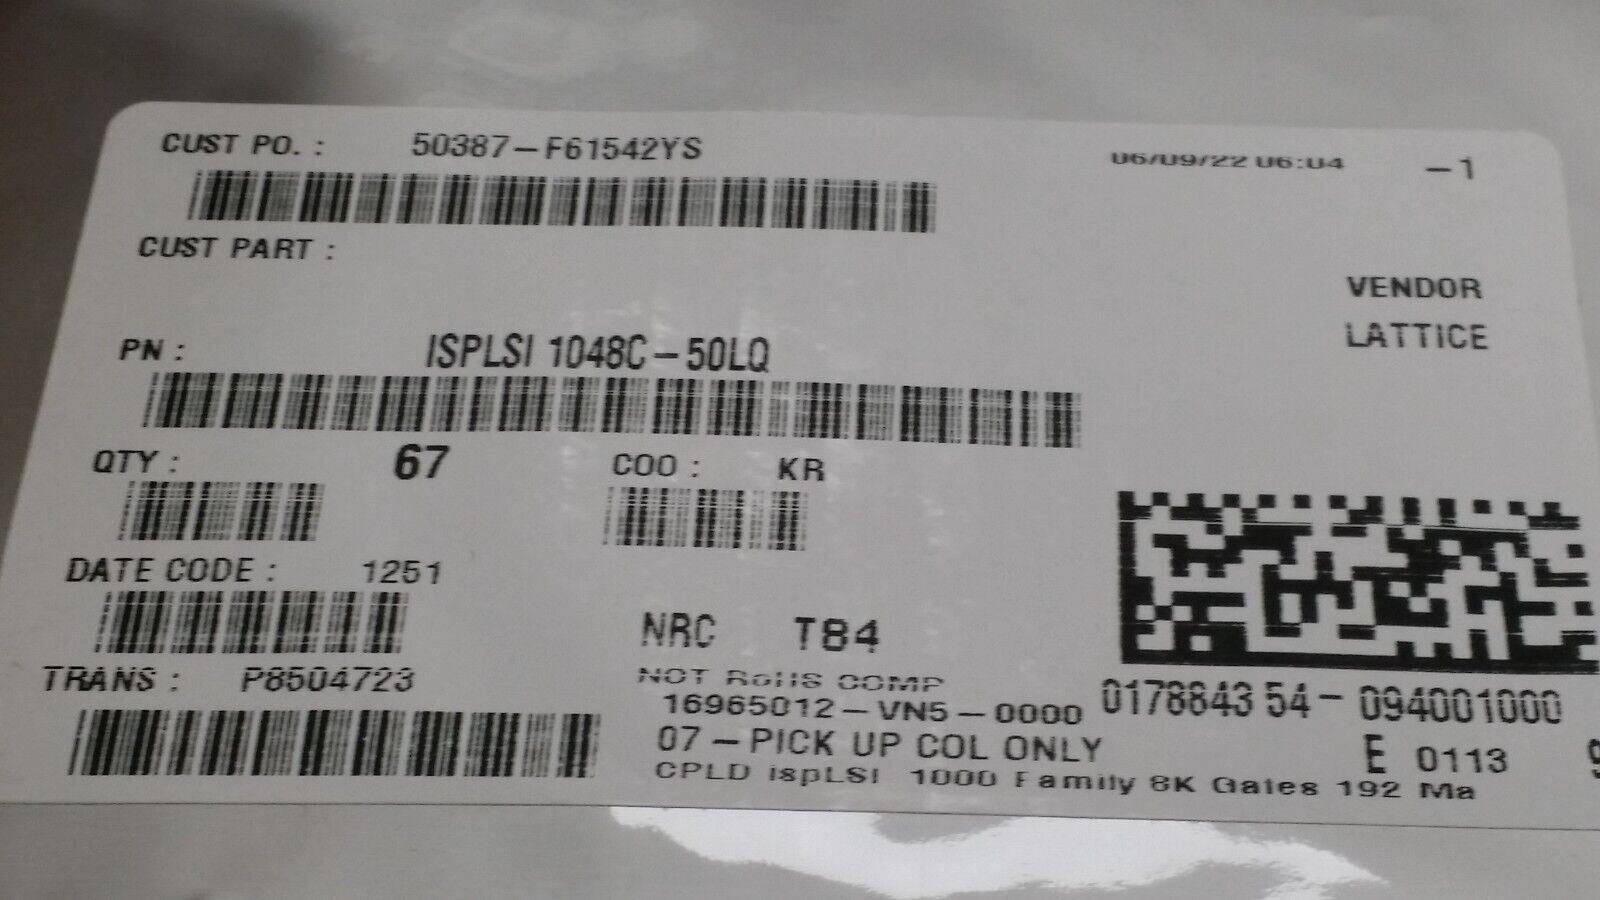 CUST PO. : 50387-F61542YS 06/09/22 06:04 -1
CUST PART :
VENDOR
LATTICE
PN : ISPLSI 1048C-50LQ
QTY : 67 COO : KR
DATE CODE : 1251
NRC T84
TRANS : P8504723
NOT RoHS COMP
16965012-VN5-0000 0178843 54- 094001000
07 -PICK UP COL ONLY E 0113
CPLD ispLSI 1000 Family 8K Gates 192 Ma